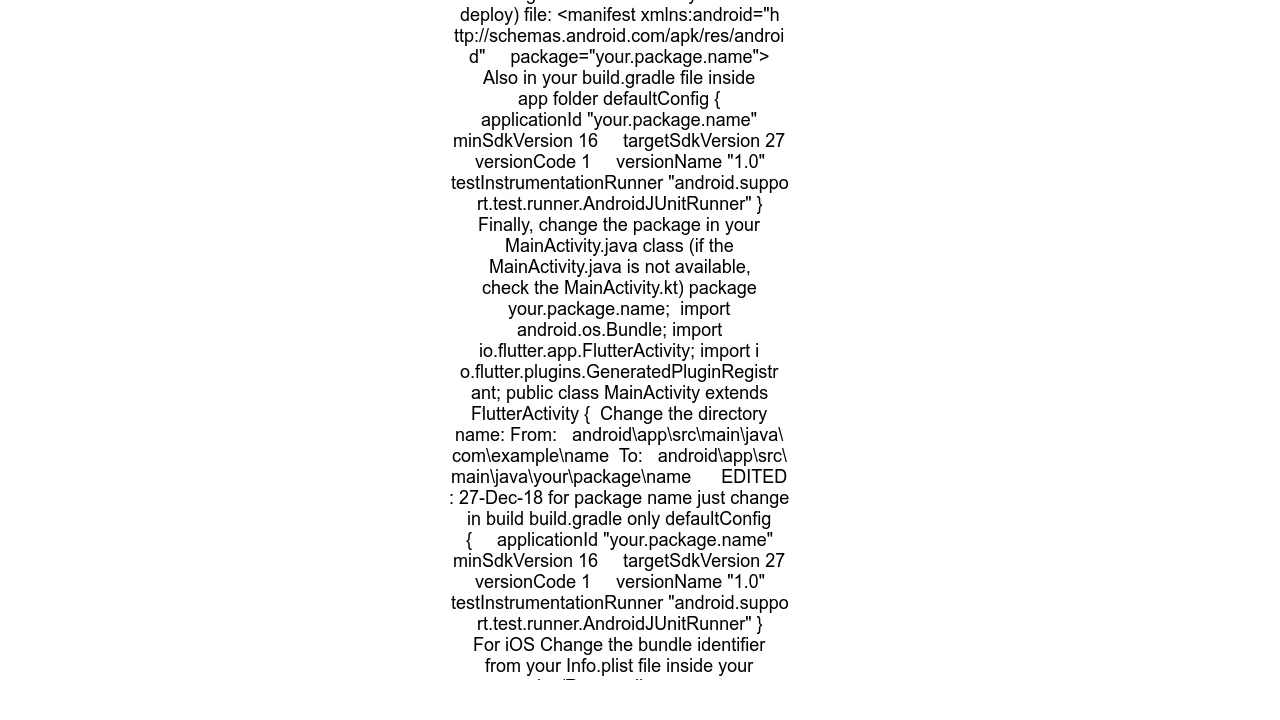 deploy) file: <manifest xmlns:android="h
ttp://schemas.android.com/apk/res/androi
d"     package="your.package.name">
Also in your build.gradle file inside
app folder defaultConfig {
applicationId "your.package.name"
minSdkVersion 16     targetSdkVersion 27
versionCode 1     versionName "1.0"
testInstrumentationRunner "android.suppo
rt.test.runner.AndroidJUnitRunner" }
Finally, change the package in your
MainActivity.java class (if the
MainActivity.java is not available,
check the MainActivity.kt) package
your.package.name;  import
android.os.Bundle; import
io.flutter.app.FlutterActivity; import i
o.flutter.plugins.GeneratedPluginRegistr
ant; public class MainActivity extends
FlutterActivity {  Change the directory
name: From:   android\app\src\main\java\
com\example\name  To:   android\app\src\
main\java\your\package\name      EDITED
: 27-Dec-18 for package name just change
in build build.gradle only defaultConfig
{     applicationId "your.package.name"
minSdkVersion 16     targetSdkVersion 27
versionCode 1     versionName "1.0"
testInstrumentationRunner "android.suppo
rt.test.runner.AndroidJUnitRunner" }
For iOS Change the bundle identifier
from your Info.plist file inside your